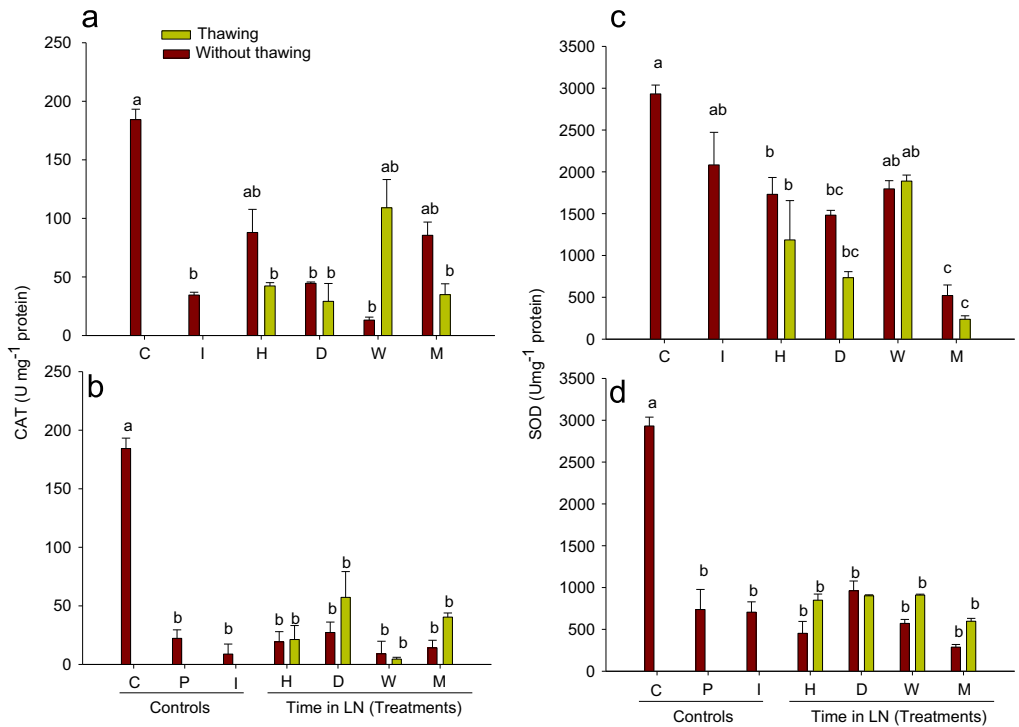 a
Thawing
Without thawing
250
200
150
100
50
0
a
b
ab
b
b
b
b
ab
ab
b
C I H D W M
c
3500
3000
2500
2000
1500
1000
500
0
a
ab
b
b
bc
bc
ab
ab
c
c
C I H D W M
CAT (U mg-1 protein)
b
250
200
150
100
50
0
a
b
b
b
b
b
b
b
b
b
b
C P I H D W M
Controls Time in LN (Treatments)
SOD (Umg-1 protein)
d
3500
3000
2500
2000
1500
1000
500
0
a
b
b
b
b
b
b
b
b
b
C P I H D W M
Controls Time in LN (Treatments)